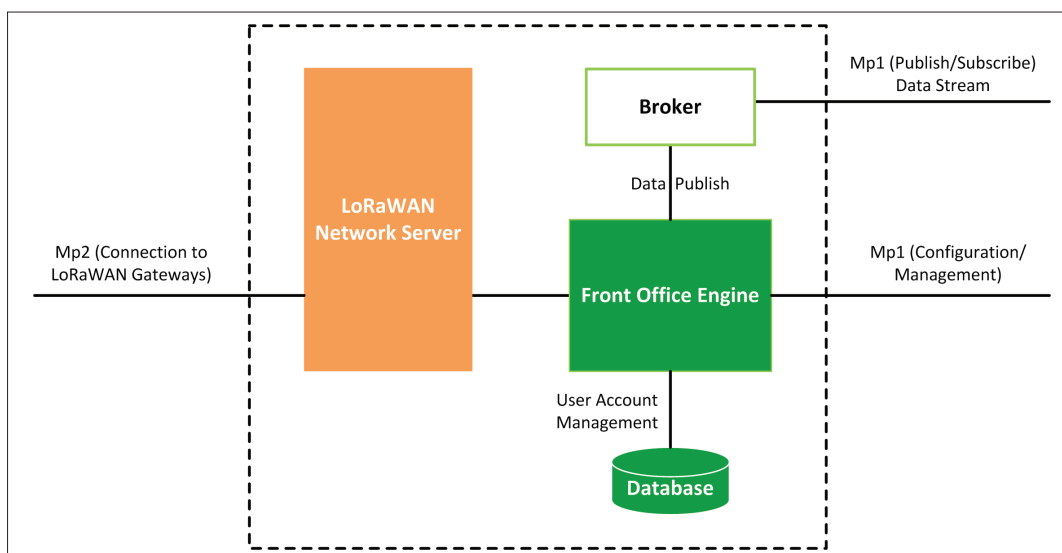 Mp1 (Publish/Subscribe)
Data Stream
Broker
Data Publish
LoRaWAN
Network Server
Mp2 (Connection to
LoRaWAN Gateways)
Front Office Engine
Mp1 (Configuration/
Management)
User Account
Management
Database